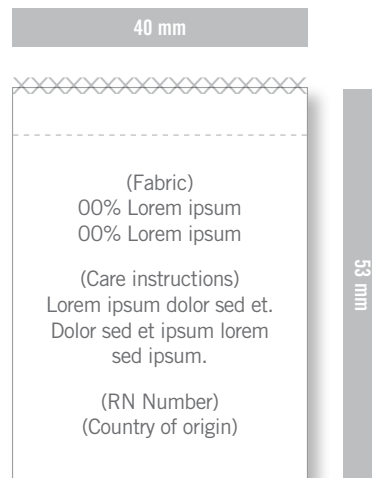 40 mm
(Fabric)
00% Lorem ipsum
00% Lorem ipsum
(Care instructions)
Lorem ipsum dolor sed et.
Dolor sed et ipsum lorem
sed ipsum.
(RN Number)
(Country of origin)
53 mm